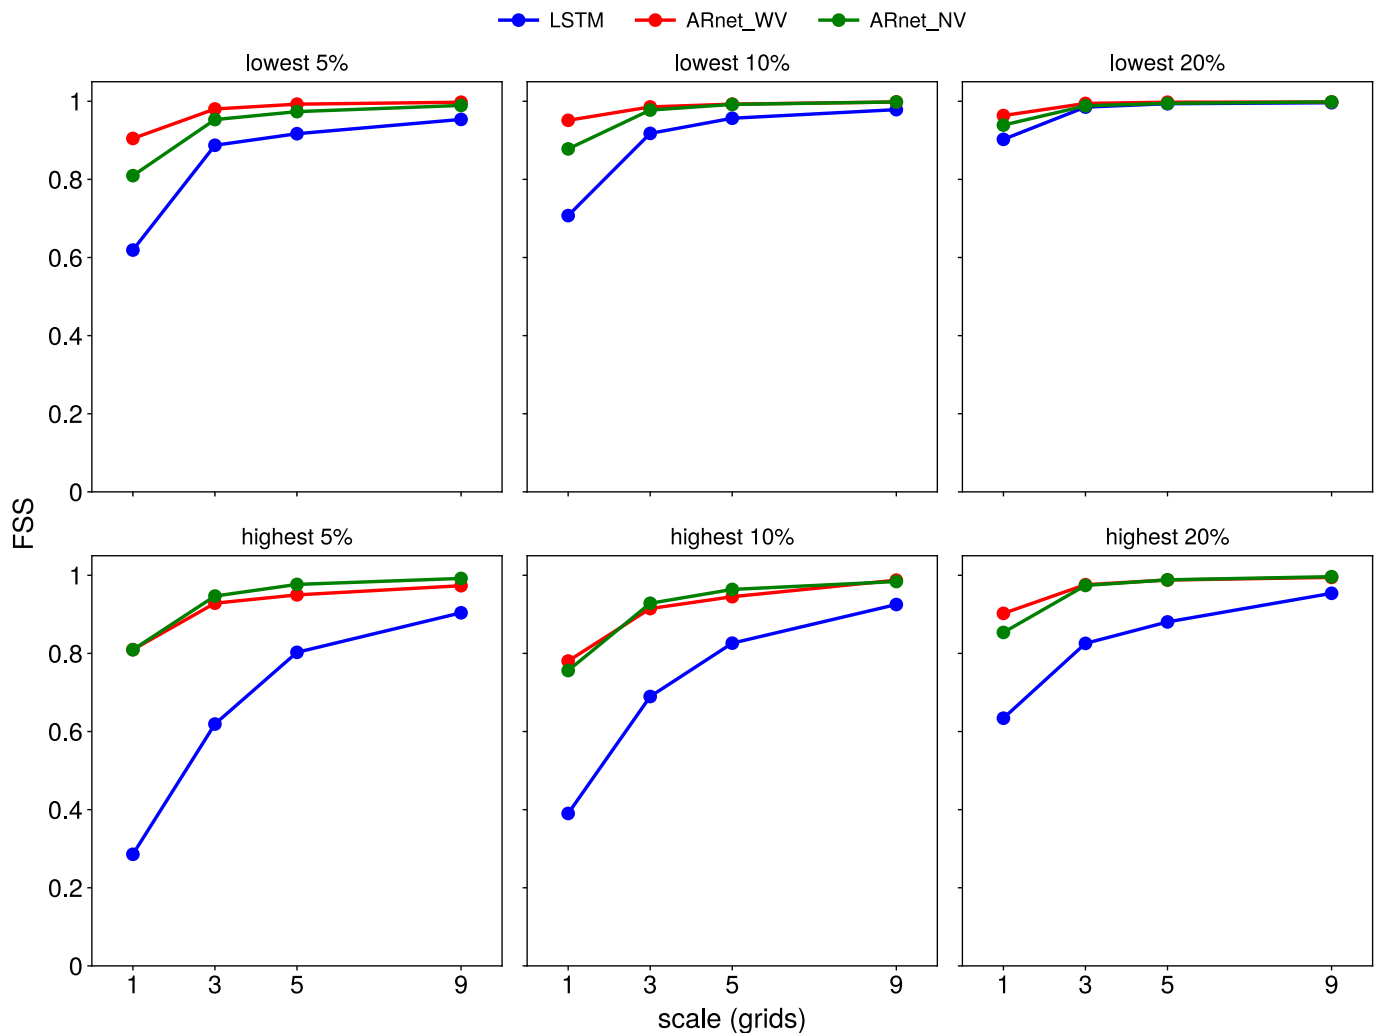 LSTM ARnet_WV ARnet_NV
lowest 5% lowest 10% lowest 20%
1
0.8
0.6
0.4
0.2
0
FSS
highest 5% highest 10% highest 20%
1
0.8
0.6
0.4
0.2
0
1 3 5 9 1 3 5 9 1 3 5 9
scale (grids)